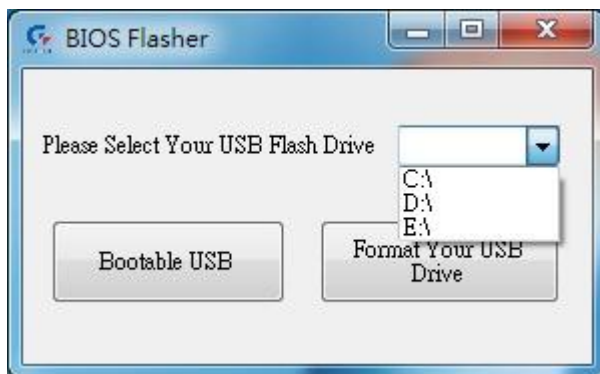 BIOS Flasher
Please Select Your USB Flash Drive
C:\
D:\
E:\
Bootable USB
Format Your USB
Drive